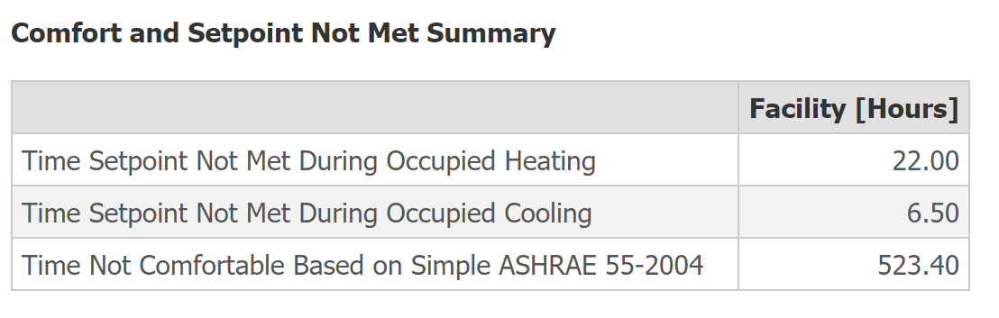 Comfort and Setpoint Not Met Summary
Facility [Hours]
Time Setpoint Not Met During Occupied Heating 22.00
Time Setpoint Not Met During Occupied Cooling 6.50
Time Not Comfortable Based on Simple ASHRAE 55-2004 523.40